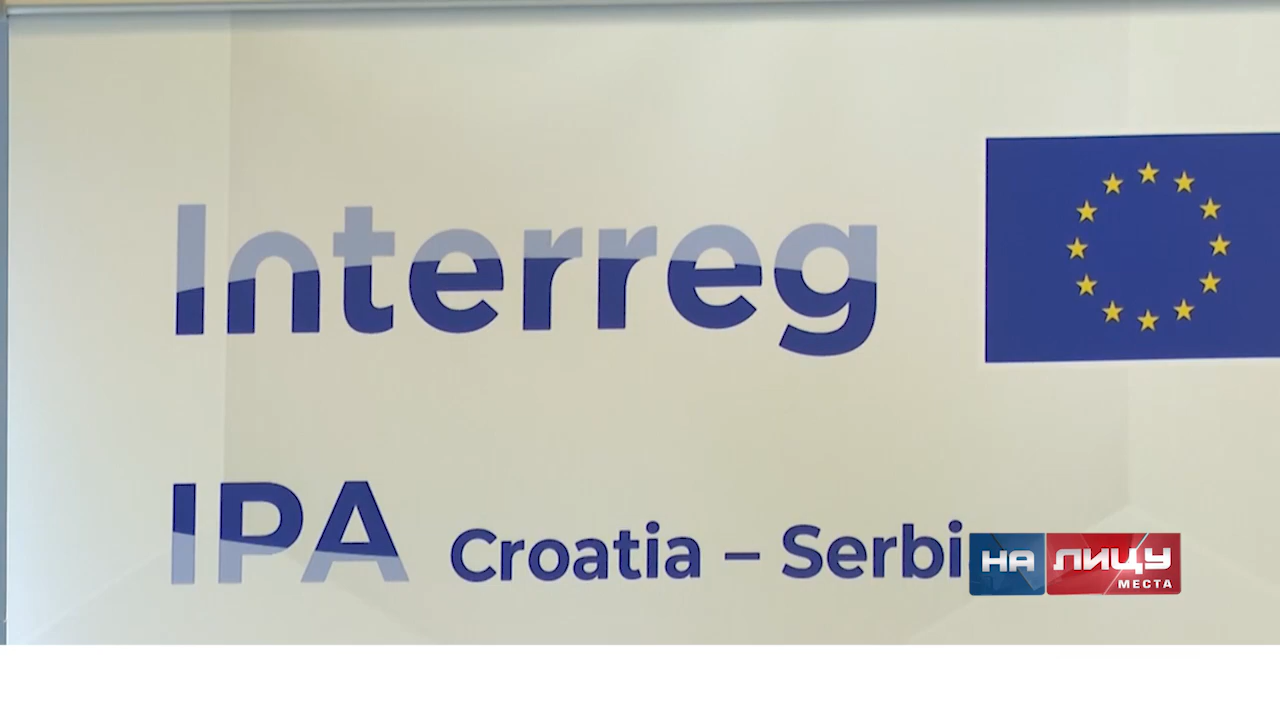 Interreg
IPA Croatia – Serbi
НА ЛИЦУ
МЕСТА